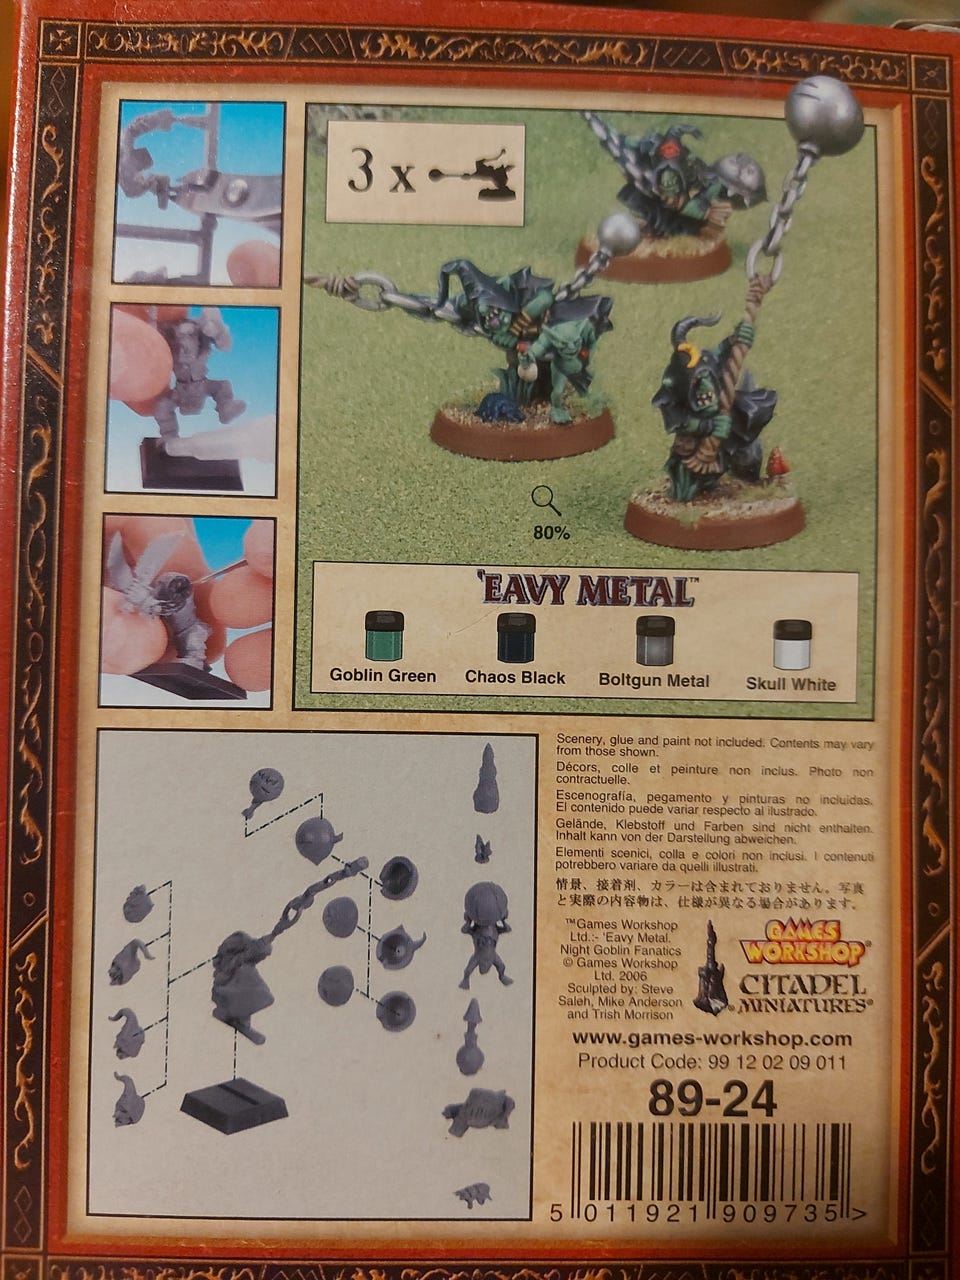 3 x
80%
'EAVY METAL™
Goblin Green
Chaos Black
Boltgun Metal
Skull White
Scenery, glue and paint not included. Contents may vary
from those shown.
Décors, colle et peinture non inclus. Photo non
contractuelle.
Escenografía, pegamento y pinturas no incluidas.
El contenido puede variar respecto al ilustrado.
Gelände, Klebstoff und Farben sind nicht enthalten.
Inhalt kann von der Darstellung abweichen.
Elementi scenici, colla e colori non inclusi. I contenuti
potrebbero variare da quelli illustrati.
情景、接着剤、カラーは含まれておりません。写真
と実際の内容物は、仕様が異なる場合があります。
™Games Workshop
Ltd.:- 'Eavy Metal.
Night Goblin Fanatics
© Games Workshop
Ltd. 2006
Sculpted by: Steve
Saleh, Mike Anderson
and Trish Morrison
GAMES
WORKSHOP®
CITADEL
MINIATURES®
www.games-workshop.com
Product Code: 99 12 02 09 011
89-24
5 011921 909735 >